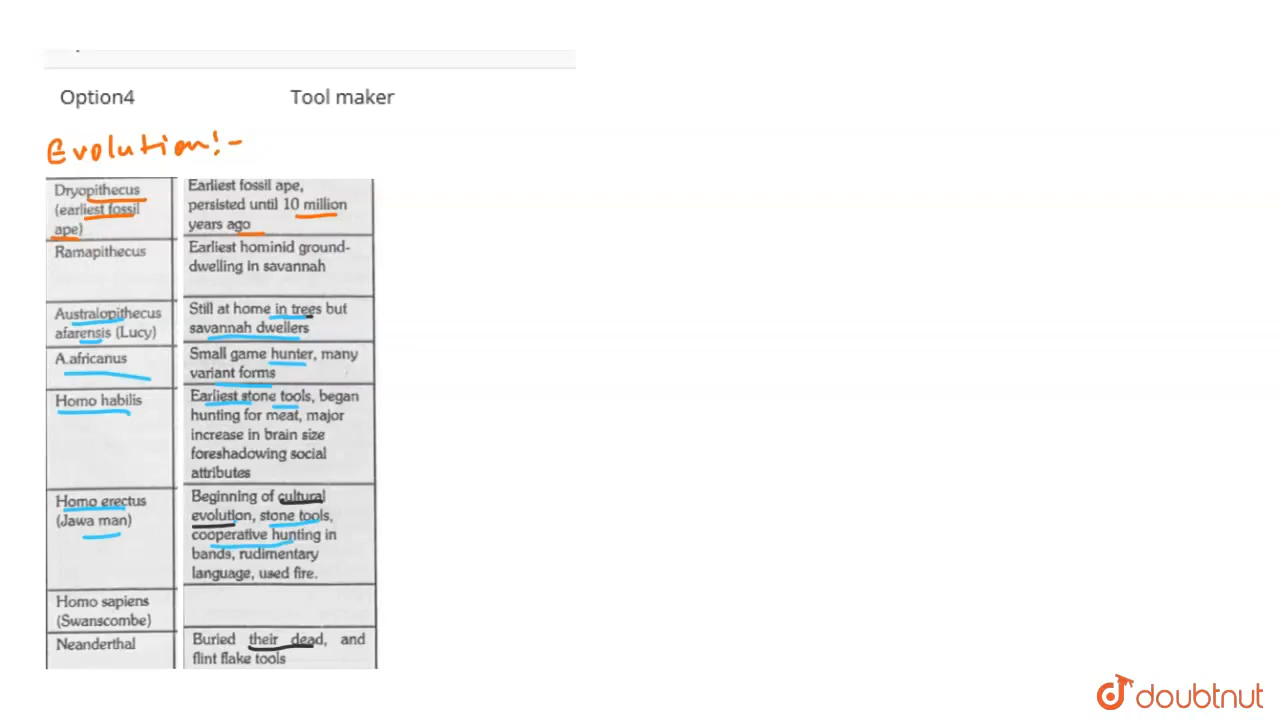 Option4 Tool maker
Evolution:-
Dryopithecus
(earliest fossil
ape)
Earliest fossil ape,
persisted until 10 million
years ago
Ramapithecus
Earliest hominid ground-
dwelling in savannah
Australopithecus
afarensis (Lucy)
Still at home in trees but
savannah dwellers
A.africanus
Small game hunter, many
variant forms
Homo habilis
Earliest stone tools, began
hunting for meat, major
increase in brain size
foreshadowing social
attributes
Homo erectus
(Jawa man)
Beginning of cultural
evolution, stone tools,
cooperative hunting in
bands, rudimentary
language, used fire.
Homo sapiens
(Swanscombe)
Neanderthal
Buried their dead, and
flint flake tools
doubtnut